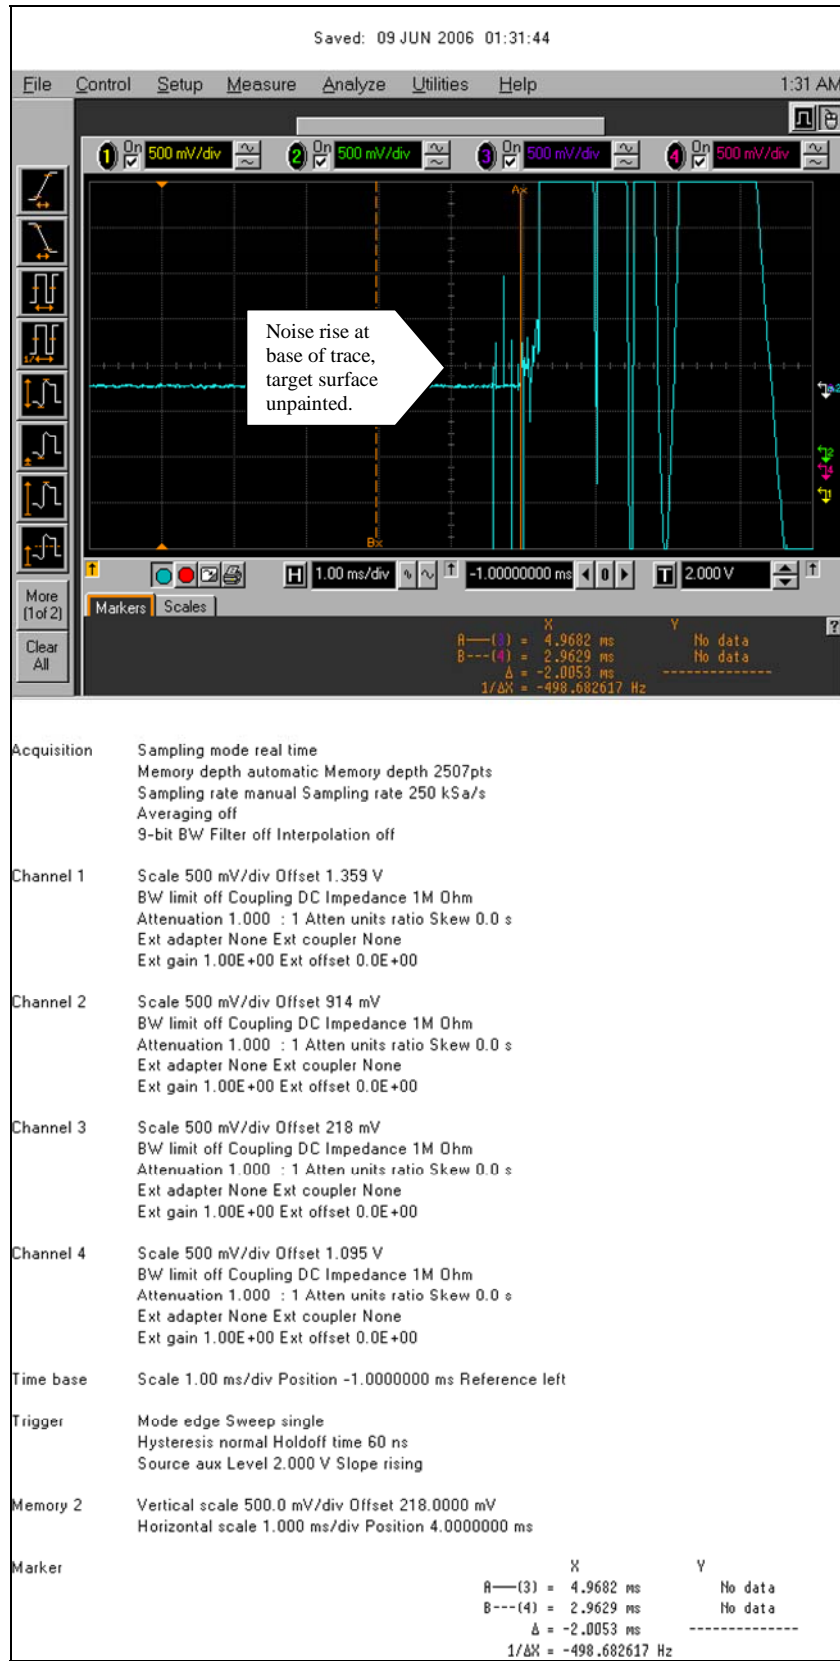 Saved: 09 JUN 2006 01:31:44
File Control Setup Measure Analyze Utilities Help 1:31 AM
1 On 500 mV/div 2 On 500 mV/div 3 On 500 mV/div 4 On 500 mV/div
Ax
Noise rise at
base of trace,
target surface
unpainted.
Bx
More
(1of 2)
Clear
All
H 1.00 ms/div -1.00000000 ms 0 T 2.000 V
Markers Scales
X Y
A——(3) = 4.9682 ms No data
B---(4) = 2.9629 ms No data
Δ = -2.0053 ms --------------
1/ΔX = -498.682617 Hz
Acquisition Sampling mode real time
Memory depth automatic Memory depth 2507pts
Sampling rate manual Sampling rate 250 kSa/s
Averaging off
9-bit BW Filter off Interpolation off
Channel 1 Scale 500 mV/div Offset 1.359 V
BW limit off Coupling DC Impedance 1M Ohm
Attenuation 1.000 : 1 Atten units ratio Skew 0.0 s
Ext adapter None Ext coupler None
Ext gain 1.00E+00 Ext offset 0.0E+00
Channel 2 Scale 500 mV/div Offset 914 mV
BW limit off Coupling DC Impedance 1M Ohm
Attenuation 1.000 : 1 Atten units ratio Skew 0.0 s
Ext adapter None Ext coupler None
Ext gain 1.00E+00 Ext offset 0.0E+00
Channel 3 Scale 500 mV/div Offset 218 mV
BW limit off Coupling DC Impedance 1M Ohm
Attenuation 1.000 : 1 Atten units ratio Skew 0.0 s
Ext adapter None Ext coupler None
Ext gain 1.00E+00 Ext offset 0.0E+00
Channel 4 Scale 500 mV/div Offset 1.095 V
BW limit off Coupling DC Impedance 1M Ohm
Attenuation 1.000 : 1 Atten units ratio Skew 0.0 s
Ext adapter None Ext coupler None
Ext gain 1.00E+00 Ext offset 0.0E+00
Time base Scale 1.00 ms/div Position -1.0000000 ms Reference left
Trigger Mode edge Sweep single
Hysteresis normal Holdoff time 60 ns
Source aux Level 2.000 V Slope rising
Memory 2 Vertical scale 500.0 mV/div Offset 218.0000 mV
Horizontal scale 1.000 ms/div Position 4.0000000 ms
Marker X Y
A——(3) = 4.9682 ms No data
B---(4) = 2.9629 ms No data
Δ = -2.0053 ms --------------
1/ΔX = -498.682617 Hz